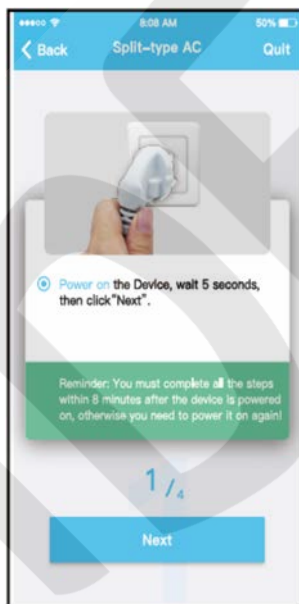 8:08 AM
50%
Back
Split-type AC
Quit
Power on the Device, wait 5 seconds,
then click"Next".
Reminder: You must complete all the steps
within 8 minutes after the device is powered
on, otherwise you need to power it on again!
1/4
Next